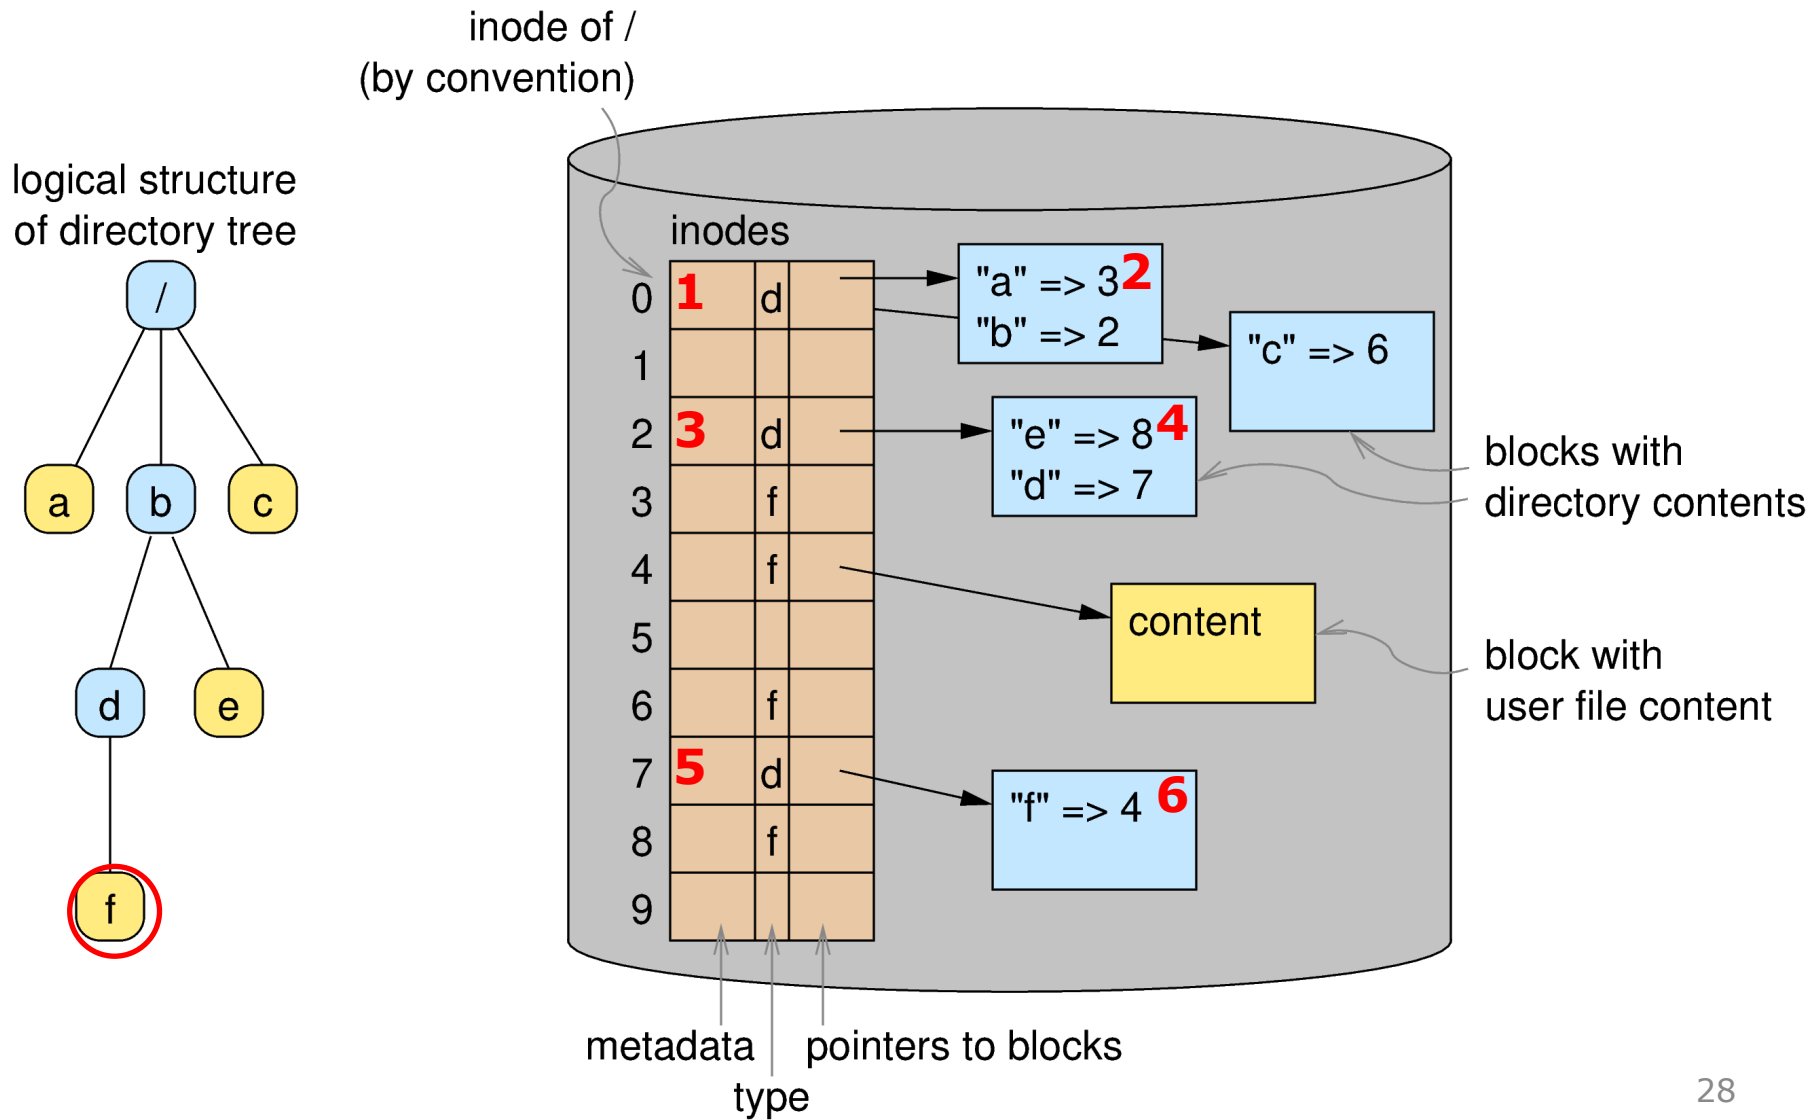 inode of /
(by convention)
logical structure
of directory tree
/
a
b
c
d
e
f
inodes
0 1 d
1
2 3 d
3 f
4 f
5
6 f
7 5 d
8 f
9
"a" => 3 2
"b" => 2
"c" => 6
"e" => 8 4
"d" => 7
content
"f" => 4 6
blocks with
directory contents
block with
user file content
metadata
type
pointers to blocks
28